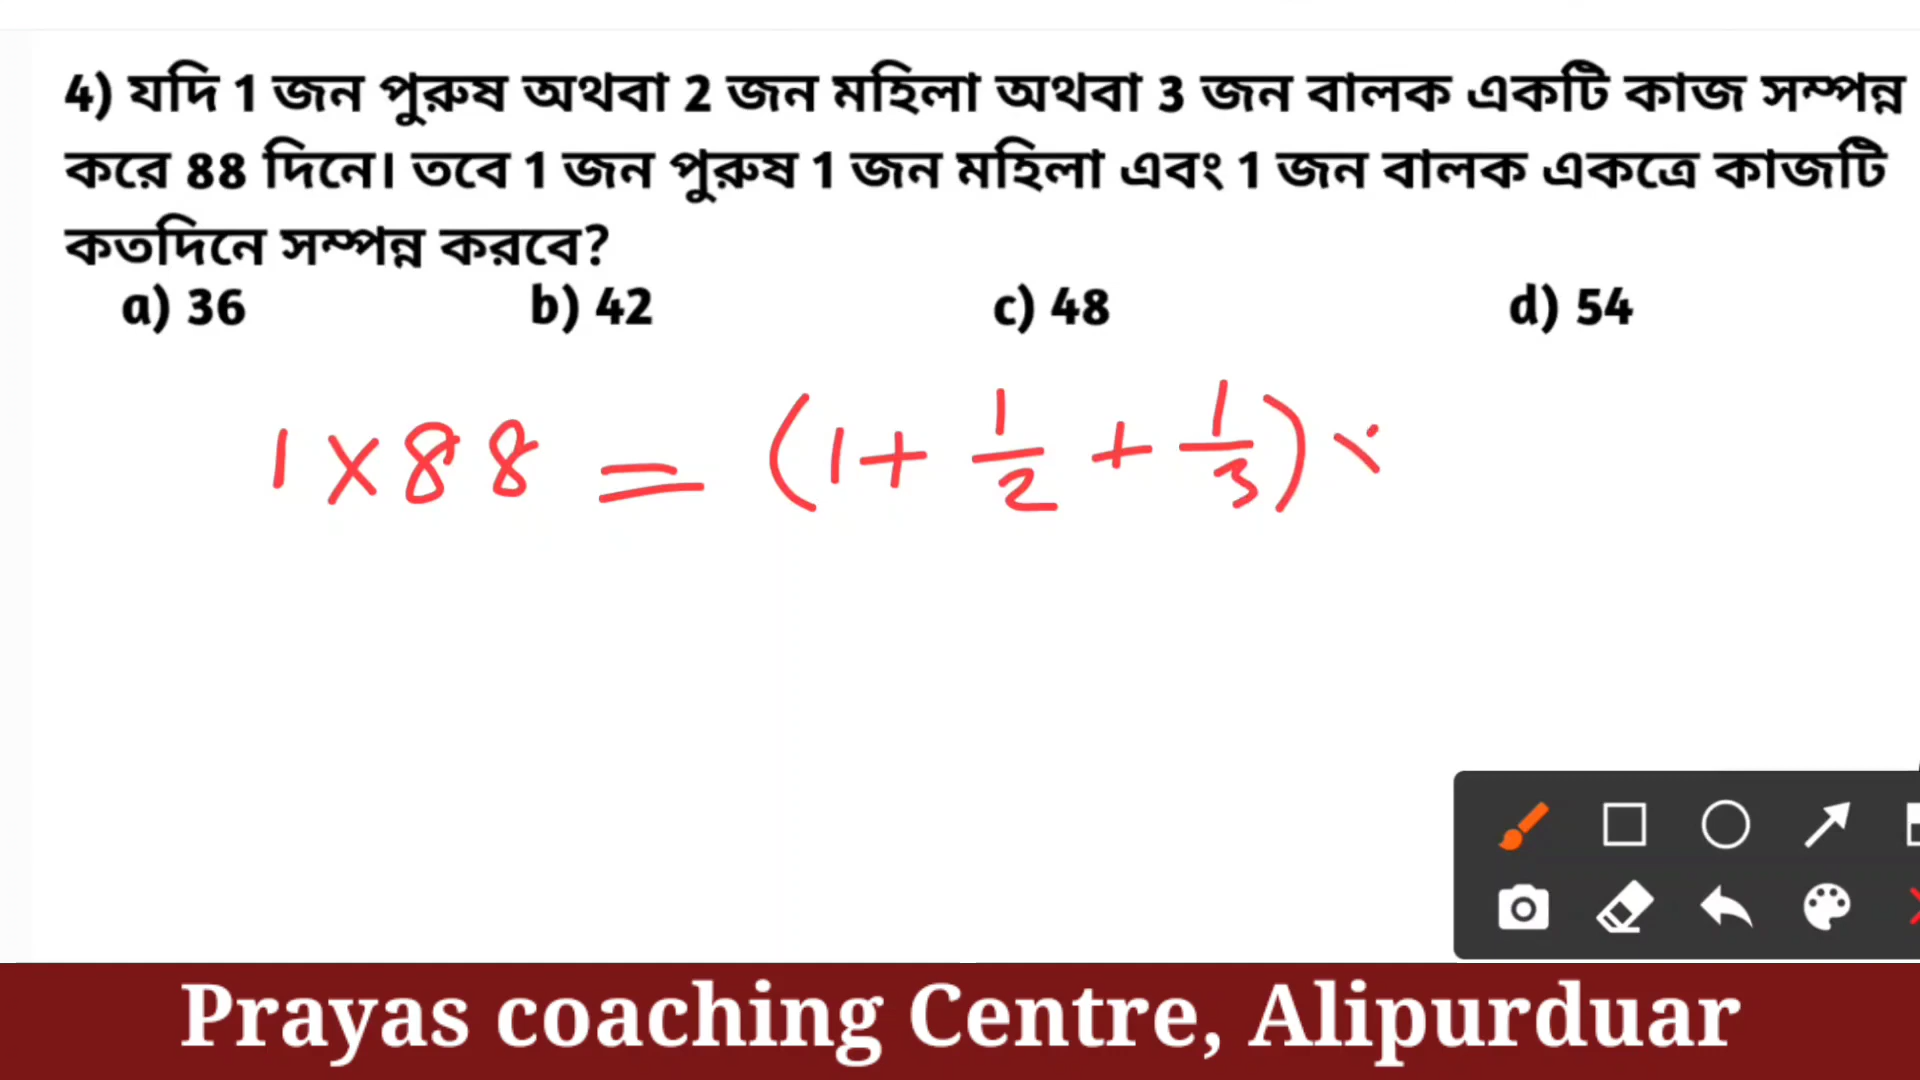 4) যদি 1 জন পুরুষ অথবা 2 জন মহিলা অথবা 3 জন বালক একটি কাজ সম্পন্ন
করে 88 দিনে। তবে 1 জন পুরুষ 1 জন মহিলা এবং 1 জন বালক একত্রে কাজটি
কতদিনে সম্পন্ন করবে?
a) 36 b) 42 c) 48 d) 54
1 × 88 = (1 + 1/2 + 1/3) ×
Prayas coaching Centre, Alipurduar